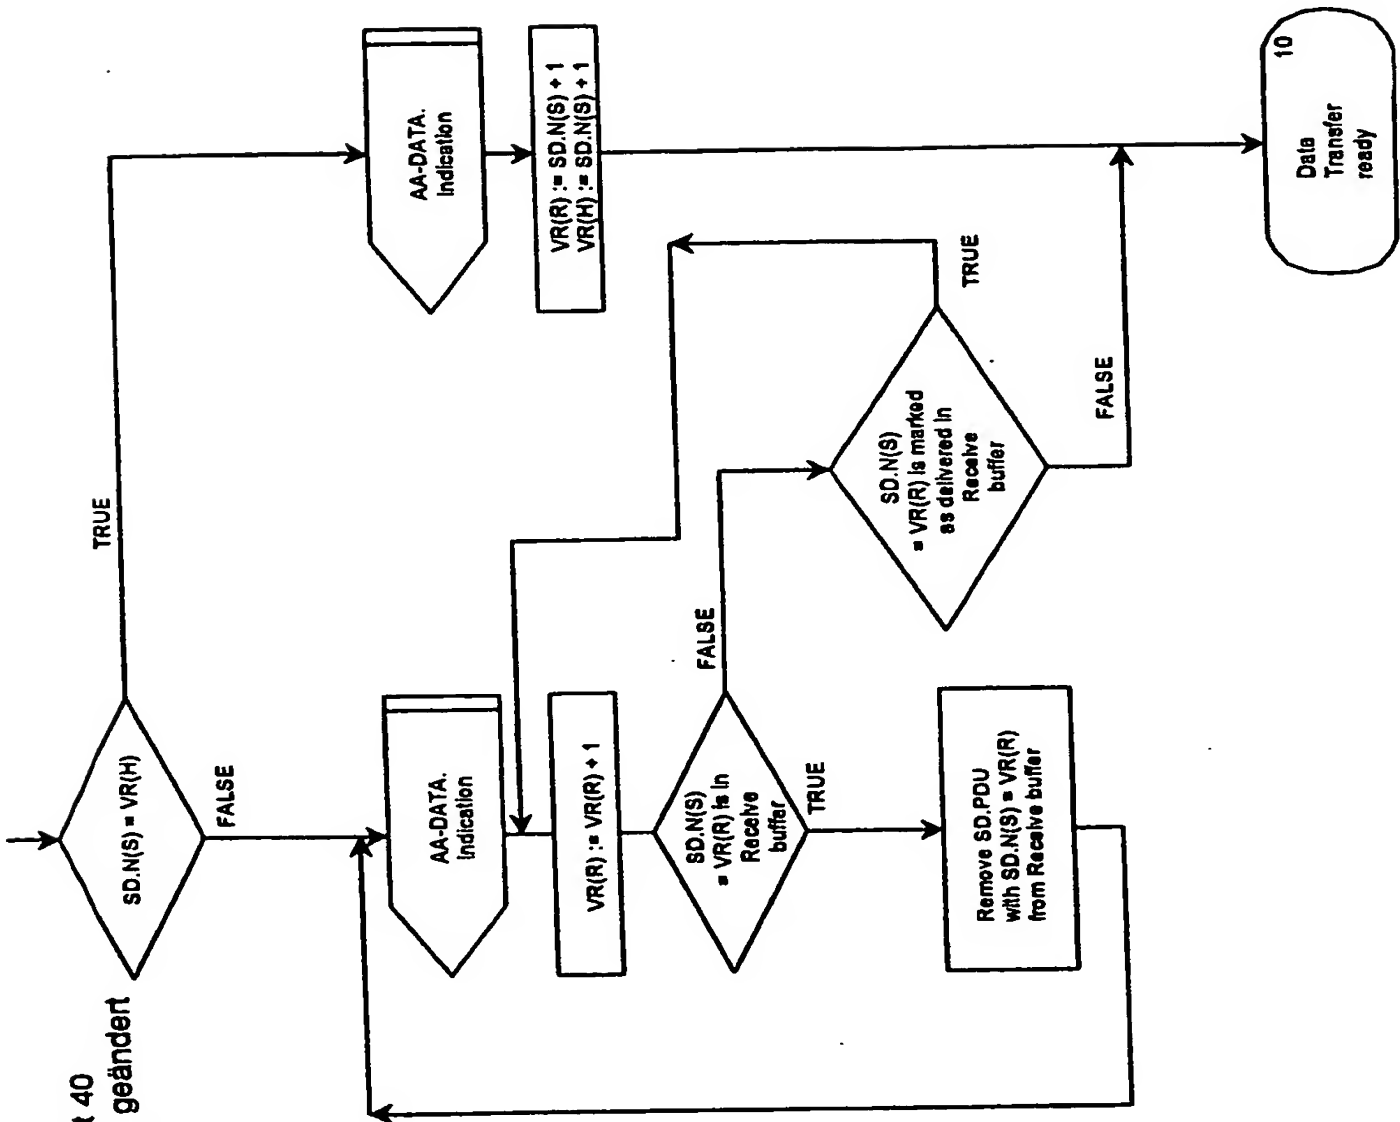 t 40
geändert
SD.N(S) = VR(H)
TRUE
FALSE
AA-DATA.
Indication
VR(R) := SD.N(S) + 1
VR(H) := SD.N(S) + 1
AA-DATA.
Indication
VR(R) := VR(R) + 1
SD.N(S)
= VR(R) is in
Receive
buffer
FALSE
TRUE
SD.N(S)
= VR(R) is marked
as delivered in
Receive
buffer
TRUE
FALSE
Remove SD.PDU
with SD.N(S) = VR(R)
from Receive buffer
10
Data
Transfer
ready